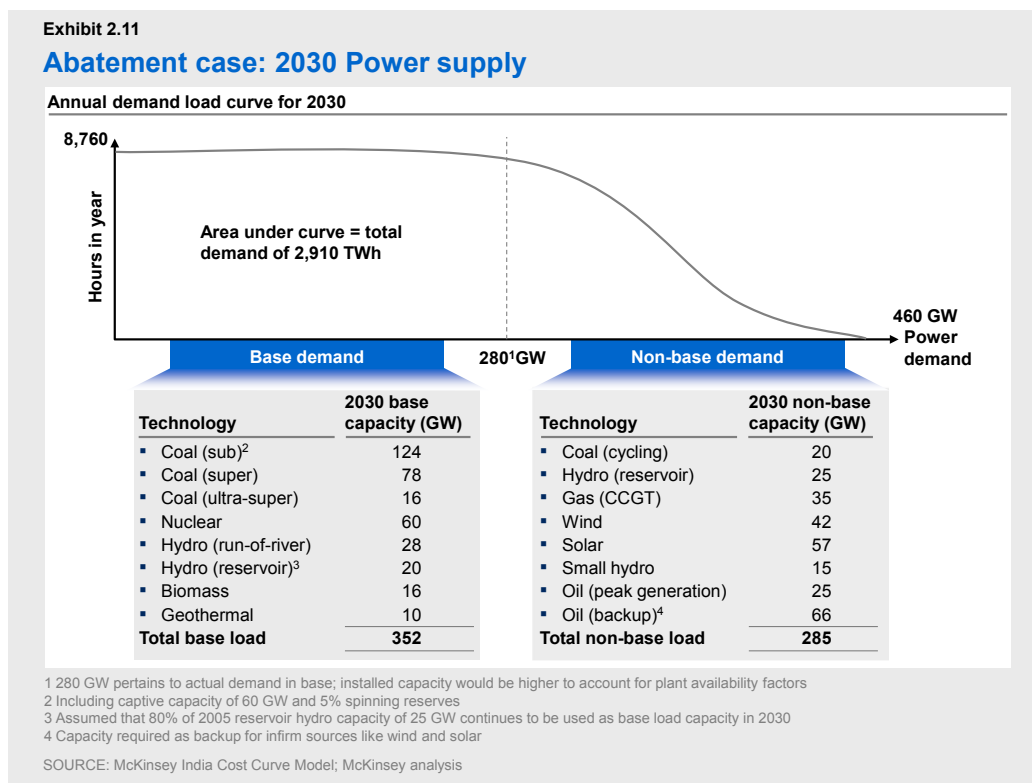 Exhibit 2.11
Abatement case: 2030 Power supply
Annual demand load curve for 2030
8,760
Hours in year
Area under curve = total
demand of 2,910 TWh
460 GW
Power
demand
Base demand
280¹GW
Non-base demand
Technology 2030 base capacity (GW)
▪ Coal (sub)² 124
▪ Coal (super) 78
▪ Coal (ultra-super) 16
▪ Nuclear 60
▪ Hydro (run-of-river) 28
▪ Hydro (reservoir)³ 20
▪ Biomass 16
▪ Geothermal 10
Total base load 352
Technology 2030 non-base capacity (GW)
▪ Coal (cycling) 20
▪ Hydro (reservoir) 25
▪ Gas (CCGT) 35
▪ Wind 42
▪ Solar 57
▪ Small hydro 15
▪ Oil (peak generation) 25
▪ Oil (backup)⁴ 66
Total non-base load 285
1 280 GW pertains to actual demand in base; installed capacity would be higher to account for plant availability factors
2 Including captive capacity of 60 GW and 5% spinning reserves
3 Assumed that 80% of 2005 reservoir hydro capacity of 25 GW continues to be used as base load capacity in 2030
4 Capacity required as backup for infirm sources like wind and solar
SOURCE: McKinsey India Cost Curve Model; McKinsey analysis